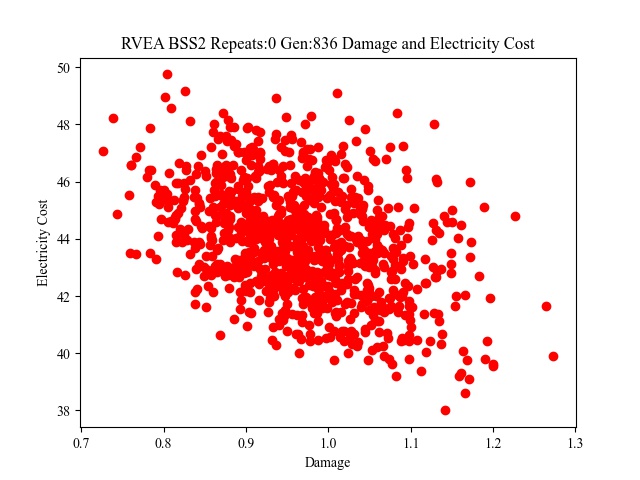 RVEA BSS2 Repeats:0 Gen:836 Damage and Electricity Cost
50
48
46
44
42
40
38
Electricity Cost
0.7 0.8 0.9 1.0 1.1 1.2 1.3
Damage